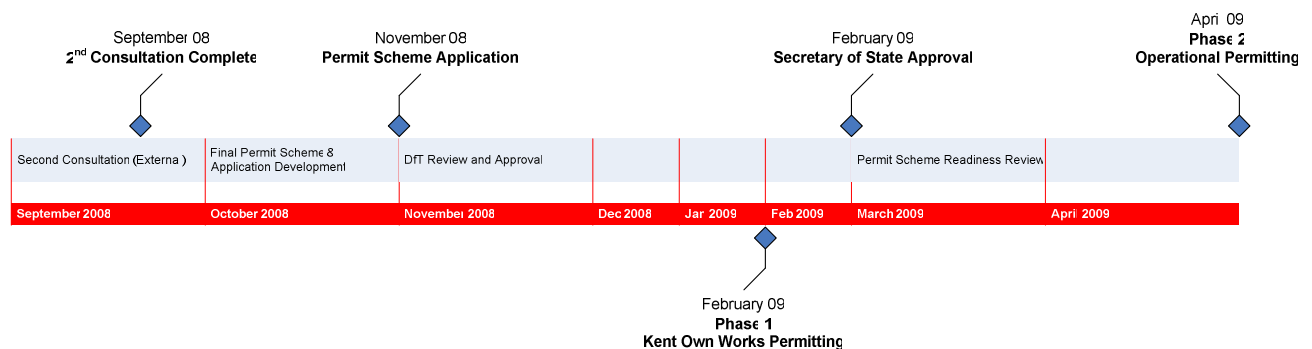 September 08
2nd Consultation Complete
November 08
Permit Scheme Application
February 09
Secretary of State Approval
April 09
Phase 2
Operational Permitting
Second Consultation (External)
Final Permit Scheme &
Application Development
DfT Review and Approval
Permit Scheme Readiness Review
September 2008
October 2008
November 2008
Dec 2008
Jan 2009
Feb 2009
March 2009
April 2009
February 09
Phase 1
Kent Own Works Permitting